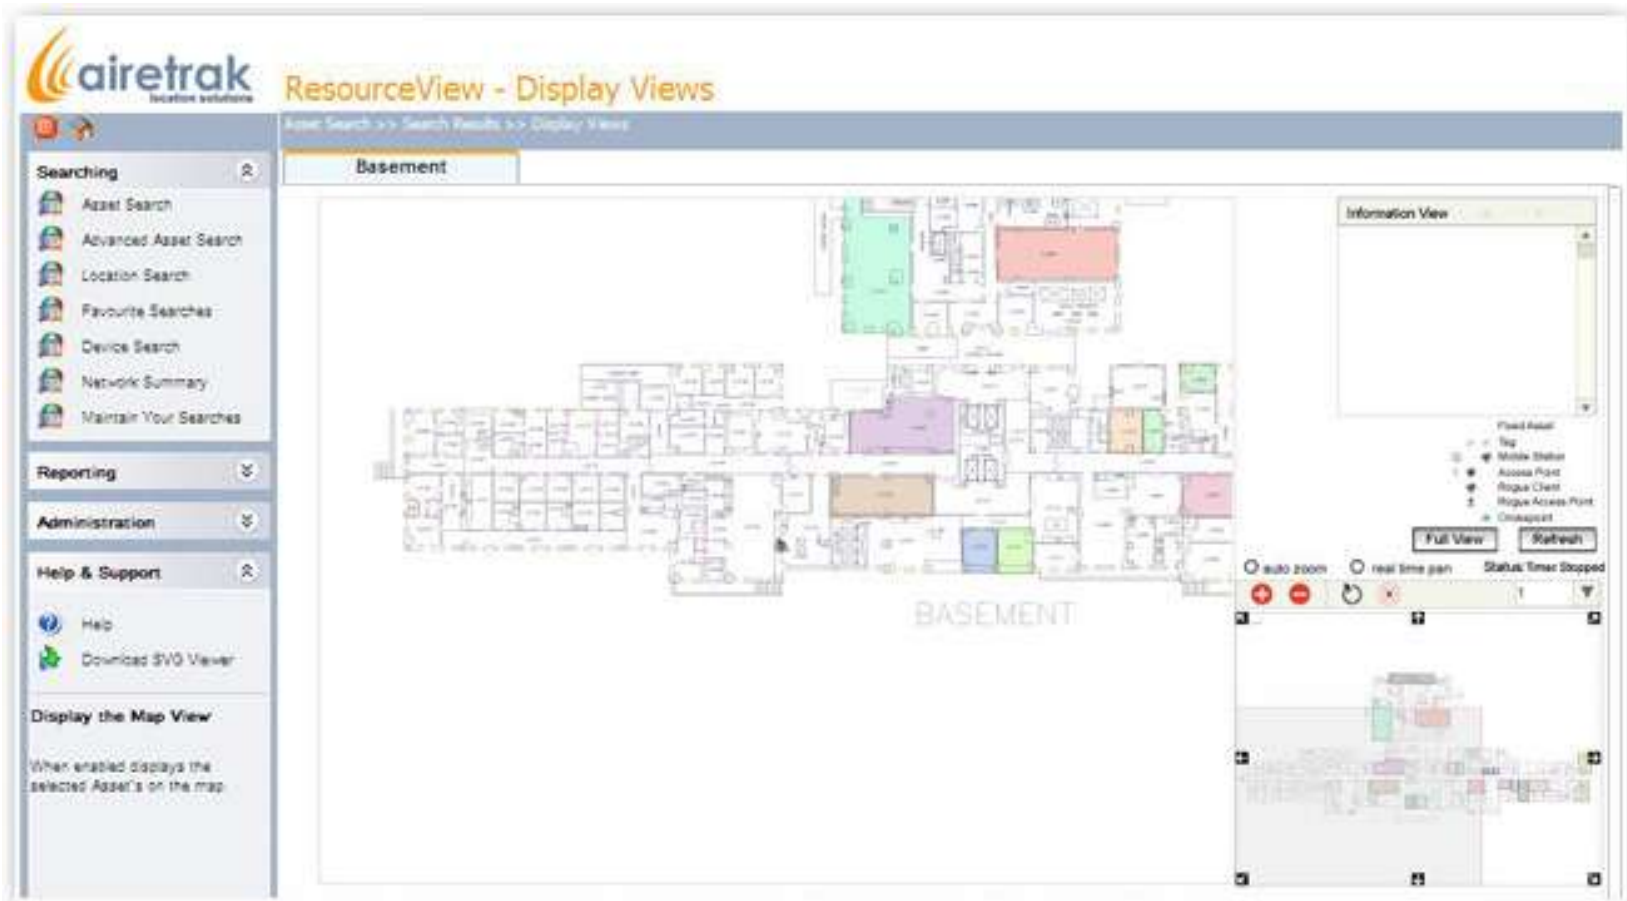 airetrak
location solutions
ResourceView - Display Views
Asset Search >> Search Results >> Display Views
Basement
Searching
Asset Search
Advanced Asset Search
Location Search
Favourite Searches
Device Search
Network Summary
Maintain Your Searches
Reporting
Administration
Help & Support
Help
Download SVG Viewer
Display the Map View
When enabled displays the
selected Asset's on the map
BASEMENT
Information View
Fixed Asset
Tag
Mobile Station
Access Point
Rogue Client
Rogue Access Point
Chokepoint
Full View
Refresh
auto zoom
real time pan
Status: Timer Stopped
1